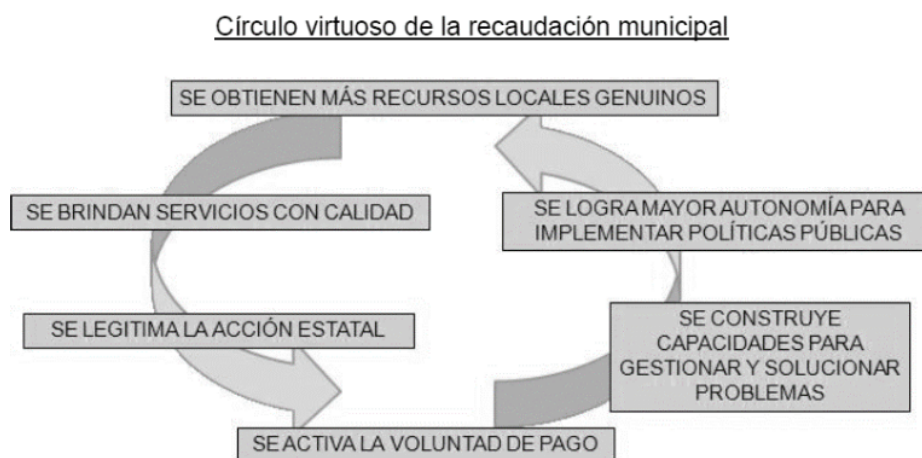 Círculo virtuoso de la recaudación municipal
SE OBTIENEN MÁS RECURSOS LOCALES GENUINOS
SE BRINDAN SERVICIOS CON CALIDAD
SE LEGITIMA LA ACCIÓN ESTATAL
SE ACTIVA LA VOLUNTAD DE PAGO
SE CONSTRUYE
CAPACIDADES PARA
GESTIONAR Y SOLUCIONAR
PROBLEMAS
SE LOGRA MAYOR AUTONOMÍA PARA
IMPLEMENTAR POLÍTICAS PÚBLICAS